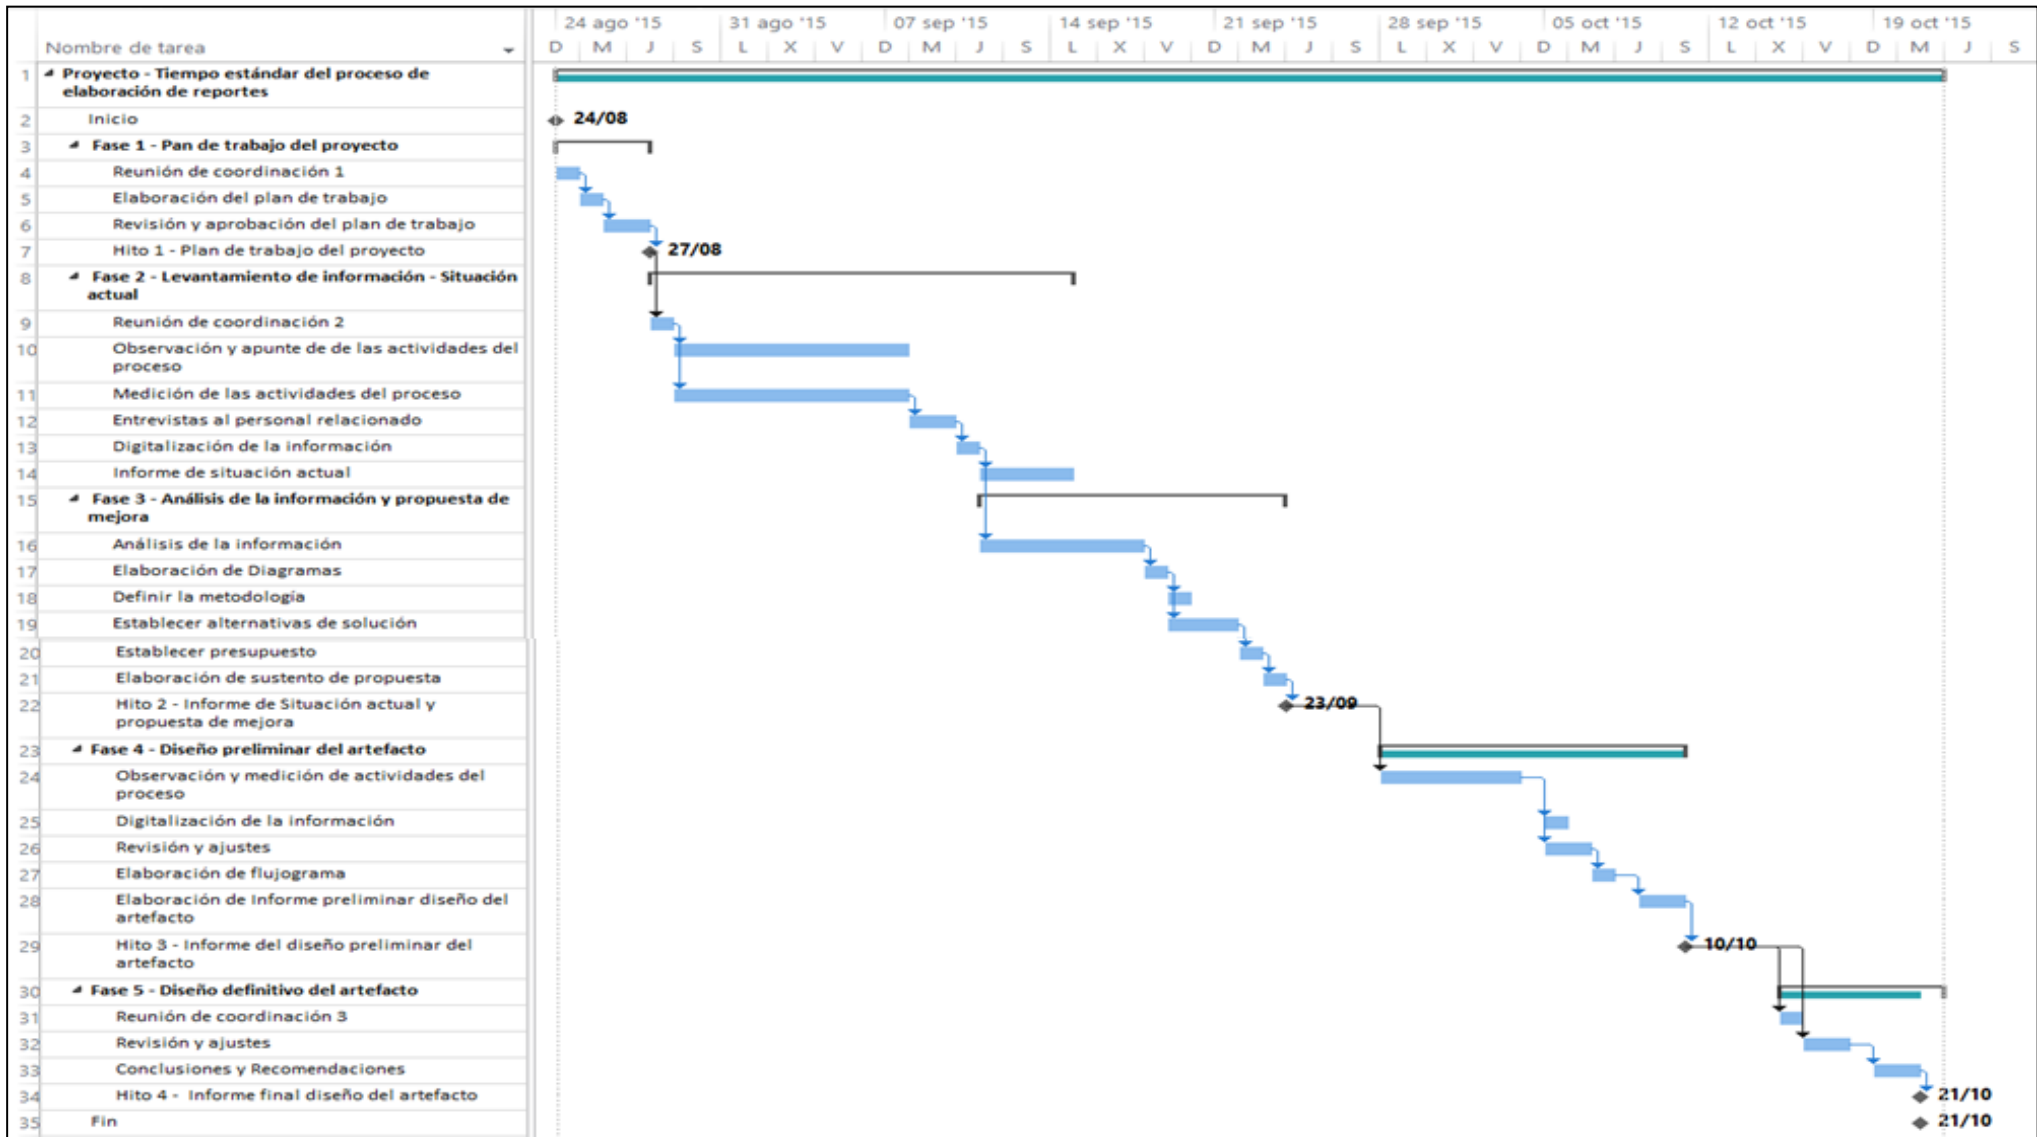 24 ago '15 31 ago '15 07 sep '15 14 sep '15 21 sep '15 28 sep '15 05 oct '15 12 oct '15 19 oct '15
Nombre de tarea D M J S L X V D M J S L X V D M J S L X V D M J S L X V D M J S
1 Proyecto - Tiempo estándar del proceso de
elaboración de reportes
2 Inicio 24/08
3 Fase 1 - Pan de trabajo del proyecto
4 Reunión de coordinación 1
5 Elaboración del plan de trabajo
6 Revisión y aprobación del plan de trabajo
7 Hito 1 - Plan de trabajo del proyecto 27/08
8 Fase 2 - Levantamiento de información - Situación
actual
9 Reunión de coordinación 2
10 Observación y apunte de de las actividades del
proceso
11 Medición de las actividades del proceso
12 Entrevistas al personal relacionado
13 Digitalización de la información
14 Informe de situación actual
15 Fase 3 - Análisis de la información y propuesta de
mejora
16 Análisis de la información
17 Elaboración de Diagramas
18 Definir la metodología
19 Establecer alternativas de solución
20 Establecer presupuesto
21 Elaboración de sustento de propuesta
22 Hito 2 - Informe de Situación actual y 23/09
propuesta de mejora
23 Fase 4 - Diseño preliminar del artefacto
24 Observación y medición de actividades del
proceso
25 Digitalización de la información
26 Revisión y ajustes
27 Elaboración de flujograma
28 Elaboración de Informe preliminar diseño del
artefacto
29 Hito 3 - Informe del diseño preliminar del 10/10
artefacto
30 Fase 5 - Diseño definitivo del artefacto
31 Reunión de coordinación 3
32 Revisión y ajustes
33 Conclusiones y Recomendaciones
34 Hito 4 - Informe final diseño del artefacto 21/10
35 Fin 21/10